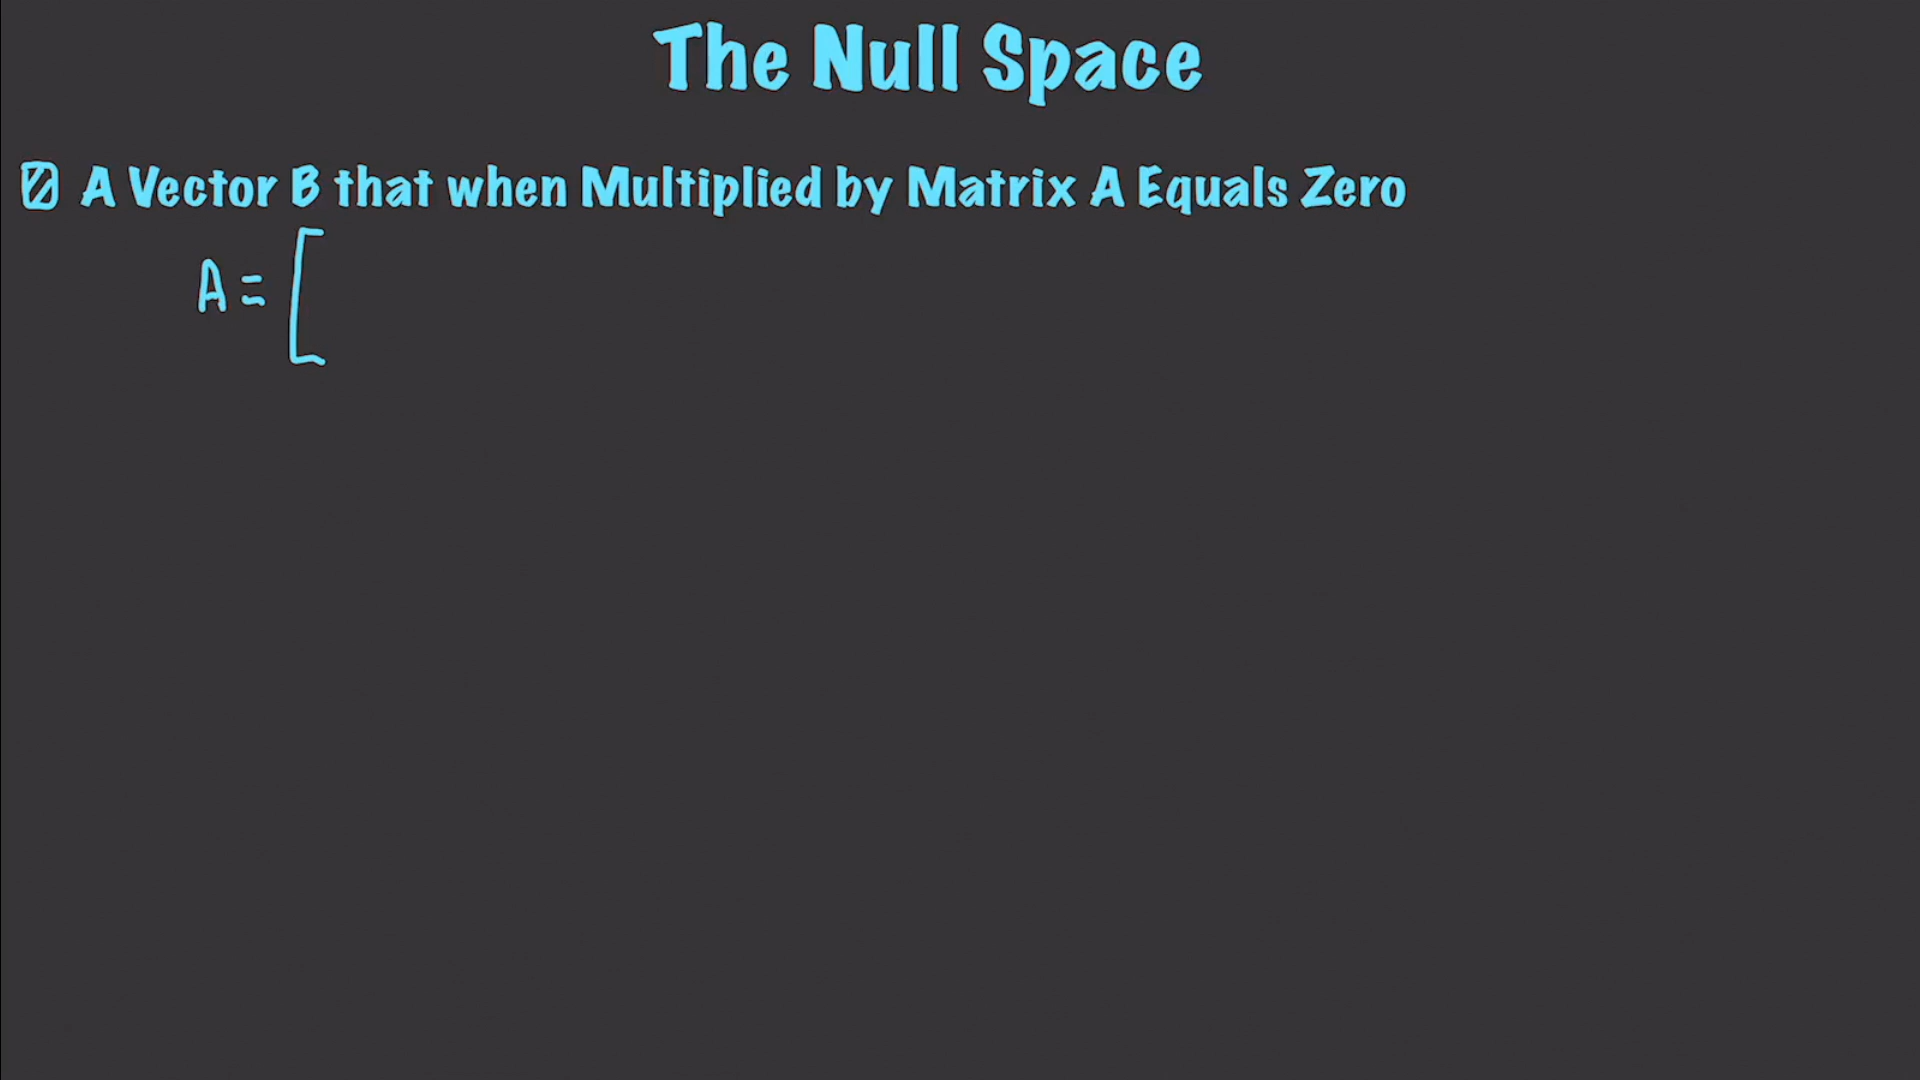 The Null Space
A Vector B that when Multiplied by Matrix A Equals Zero
A = [